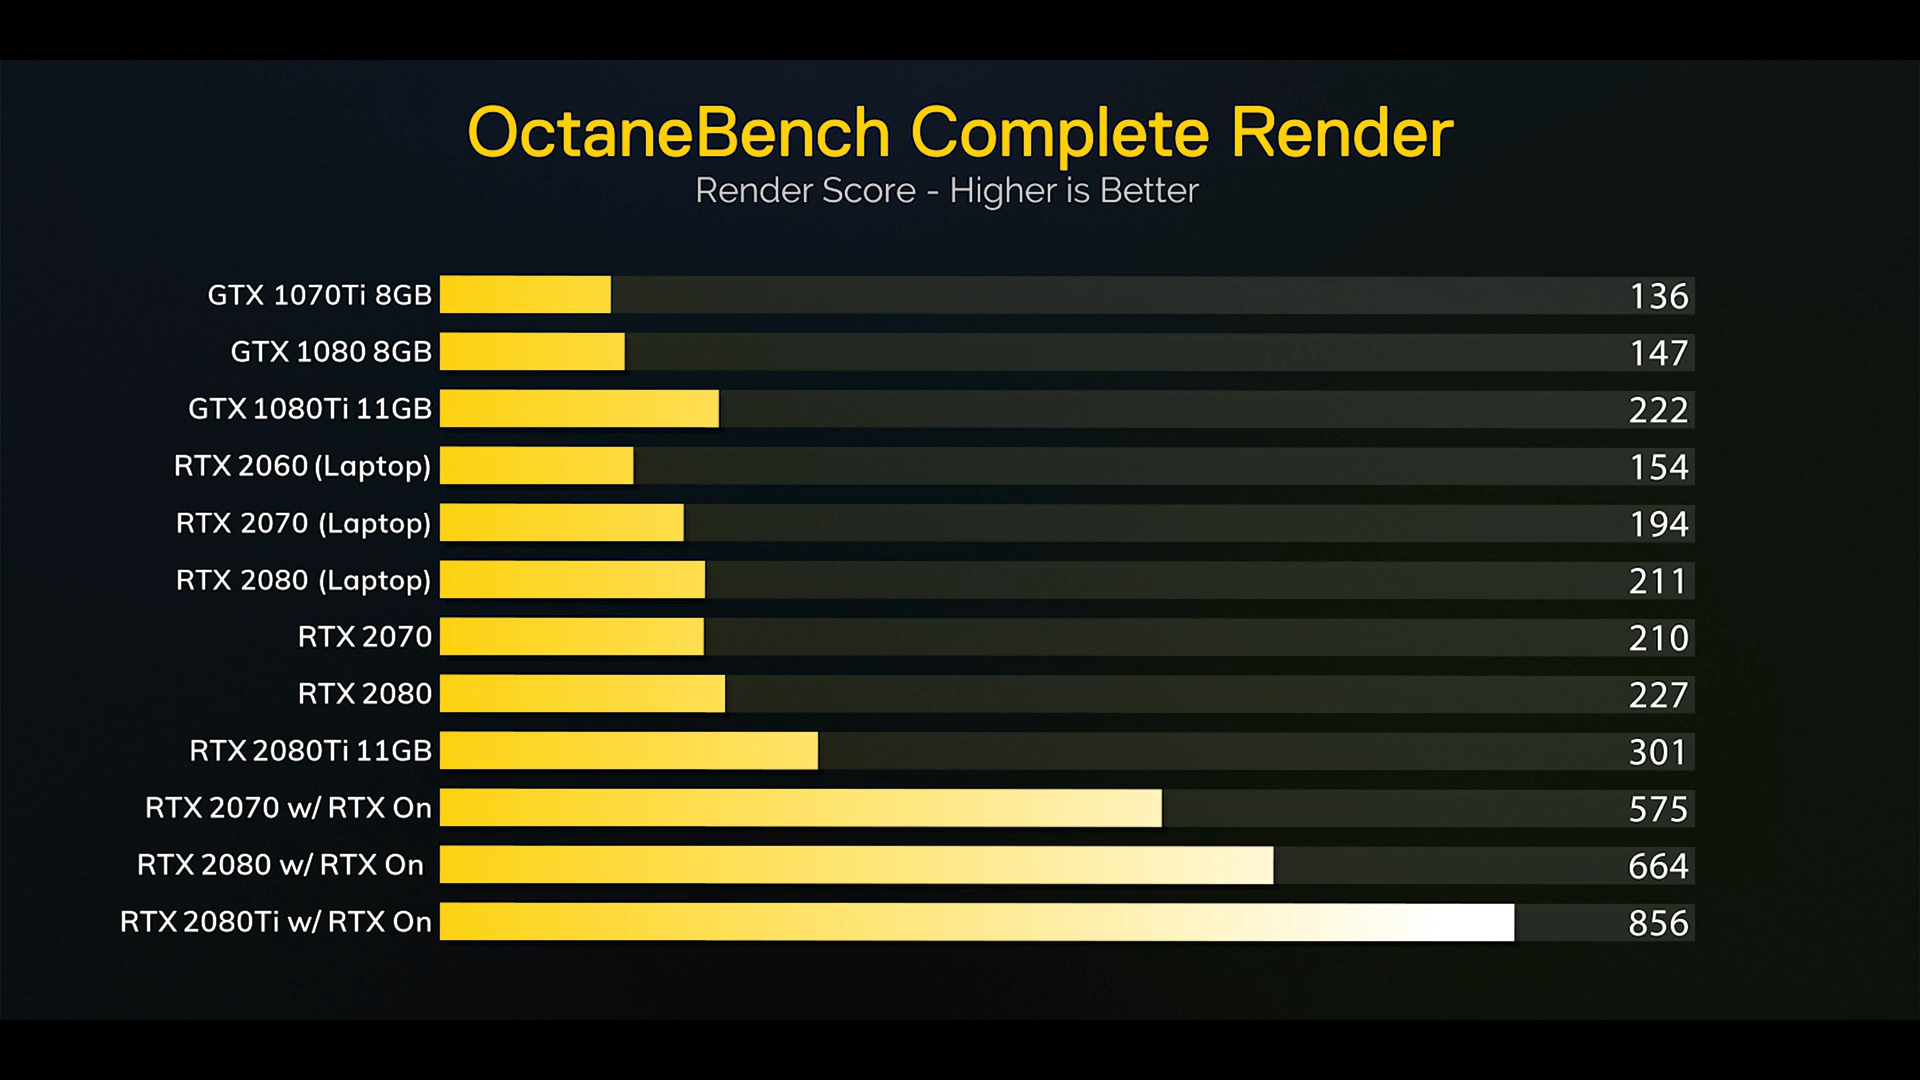 OctaneBench Complete Render
Render Score - Higher is Better
GTX 1070Ti 8GB 136
GTX 1080 8GB 147
GTX 1080Ti 11GB 222
RTX 2060 (Laptop) 154
RTX 2070 (Laptop) 194
RTX 2080 (Laptop) 211
RTX 2070 210
RTX 2080 227
RTX 2080Ti 11GB 301
RTX 2070 w/ RTX On 575
RTX 2080 w/ RTX On 664
RTX 2080Ti w/ RTX On 856